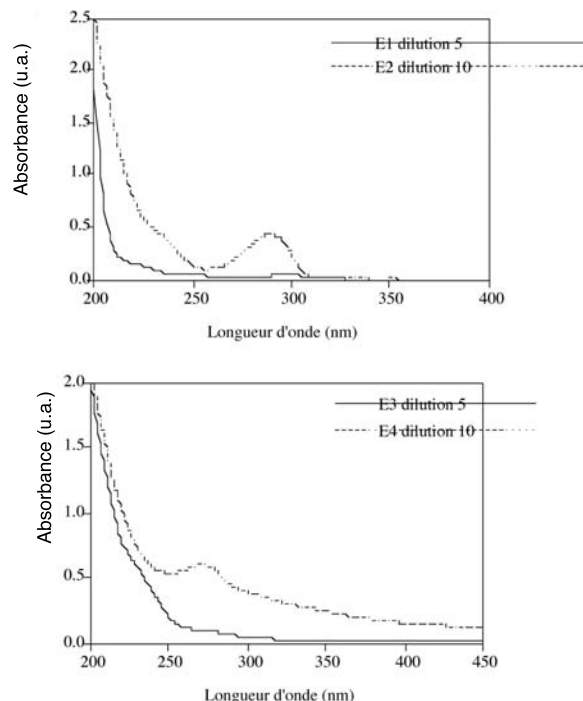 2.5
E1 dilution 5
E2 dilution 10
2.0
1.5
1.0
0.5
0.0
Absorbance (u.a.)
200
250
300
400
Longueur d'onde (nm)
2.0
E3 dilution 5
E4 dilution 10
1.5
1.0
0.5
0.0
Absorbance (u.a.)
200
250
300
350
400
450
Longueur d'onde (nm)